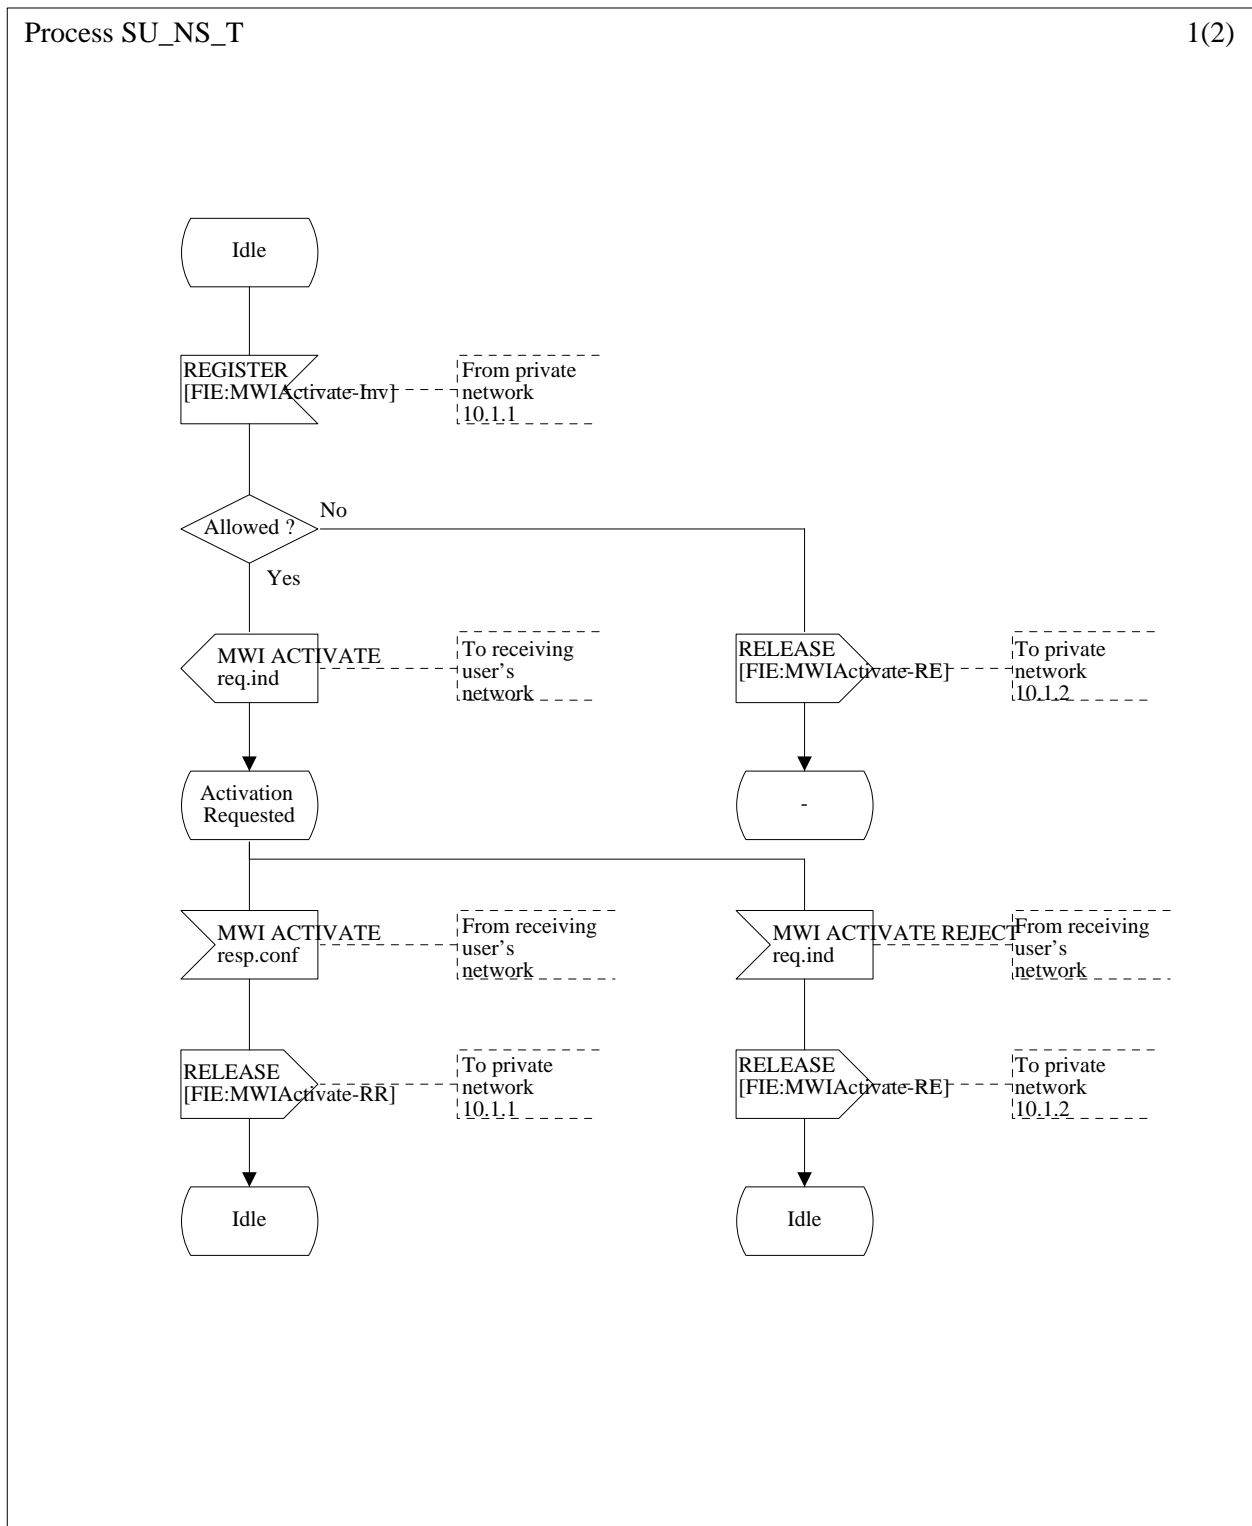 Process SU_NS_T
1(2)
Idle
REGISTER
[FIE:MWIActivate-Inv]
From private
network
10.1.1
Allowed ?
No
Yes
MWI ACTIVATE
req.ind
To receiving
user's
network
RELEASE
[FIE:MWIActivate-RE]
To private
network
10.1.2
Activation
Requested
-
MWI ACTIVATE
resp.conf
From receiving
user's
network
MWI ACTIVATE REJECT
req.ind
From receiving
user's
network
RELEASE
[FIE:MWIActivate-RR]
To private
network
10.1.1
RELEASE
[FIE:MWIActivate-RE]
To private
network
10.1.2
Idle
Idle